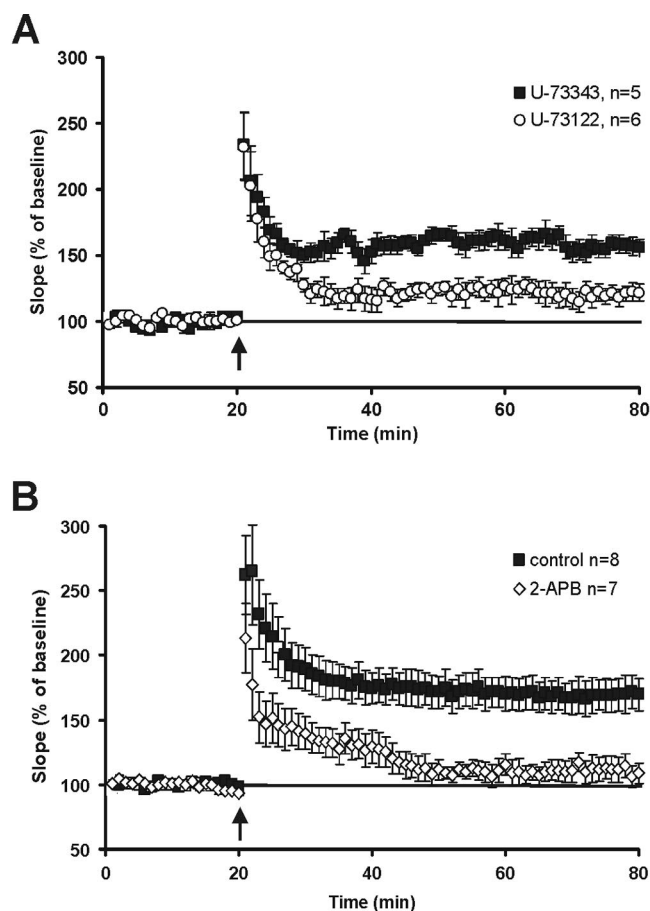 A
300
250
200
150
100
50
Slope (% of baseline)
U-73343, n=5
U-73122, n=6
0
20
40
60
80
Time (min)
B
300
250
200
150
100
50
Slope (% of baseline)
control n=8
2-APB n=7
0
20
40
60
80
Time (min)